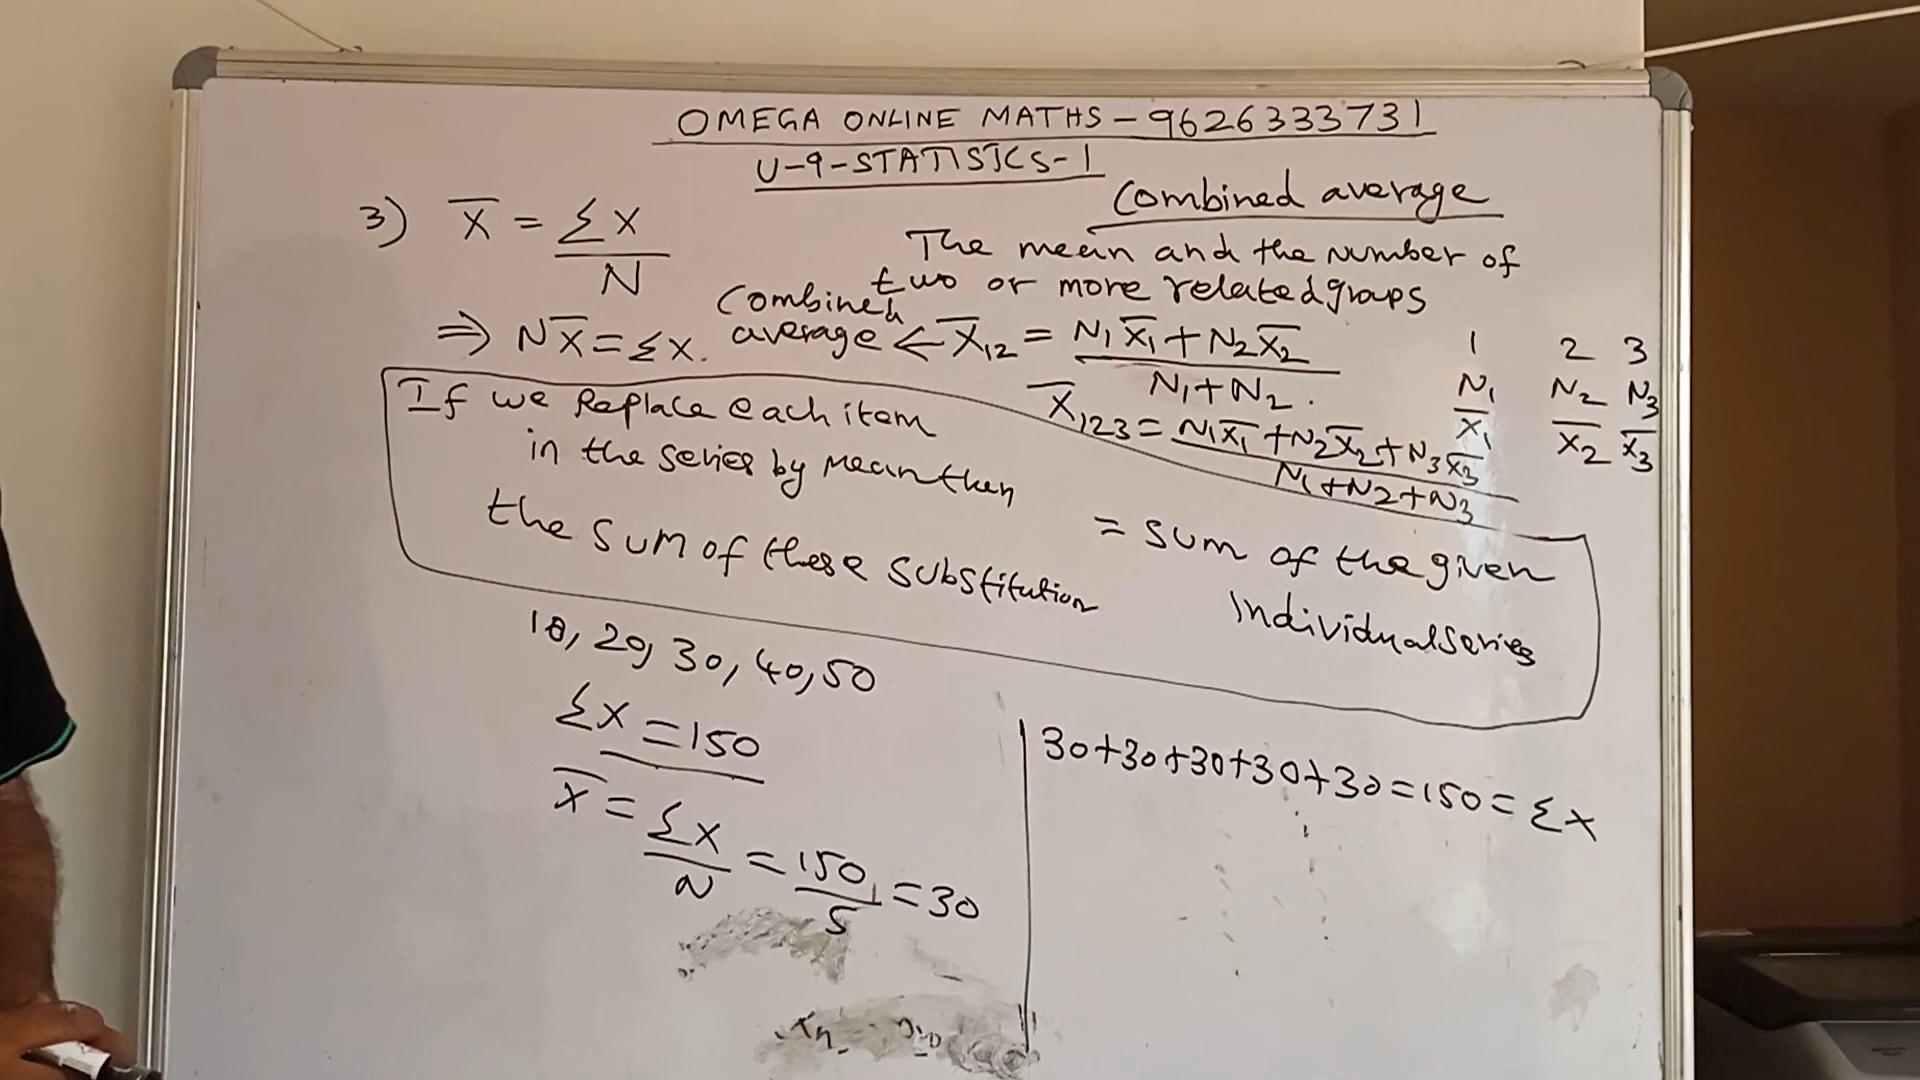 OMEGA ONLINE MATHS - 9626333731
U-9-STATISTICS-1
Combined average
3) X̅ = ΣX / N
The mean and the number of
two or more related groups
⇒ NX̅ = ΣX.
Combined average ← X̅₁₂ = N₁X̅₁ + N₂X̅₂ / N₁ + N₂.
1 2 3
N₁ N₂ N₃
X̅₁ X̅₂ X̅₃
X̅₁₂₃ = N₁X̅₁ + N₂X̅₂ + N₃X̅₃ / N₁ + N₂ + N₃
If we Replace each item
in the series by Mean then
the sum of these substitution
= sum of the given
Individual series
10, 20, 30, 40, 50
ΣX = 150
X̅ = ΣX / N = 150 / 5 = 30
30+30+30+30+30=150=ΣX